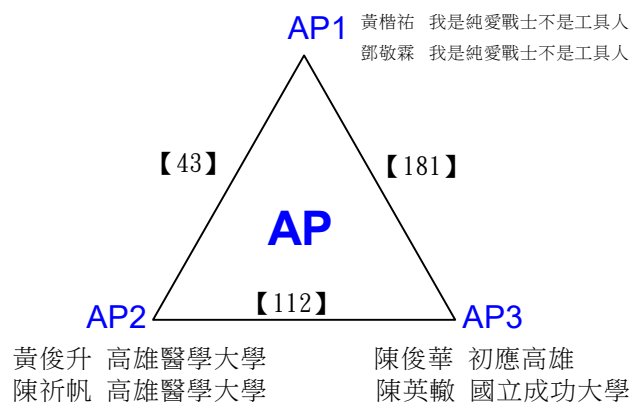 AP1
黃楷祐 我是純愛戰士不是工具人
鄧敬霖 我是純愛戰士不是工具人
【43】
【181】
AP
【112】
AP2
AP3
黃俊升 高雄醫學大學
陳祈帆 高雄醫學大學
陳俊華 初應高雄
陳英轍 國立成功大學